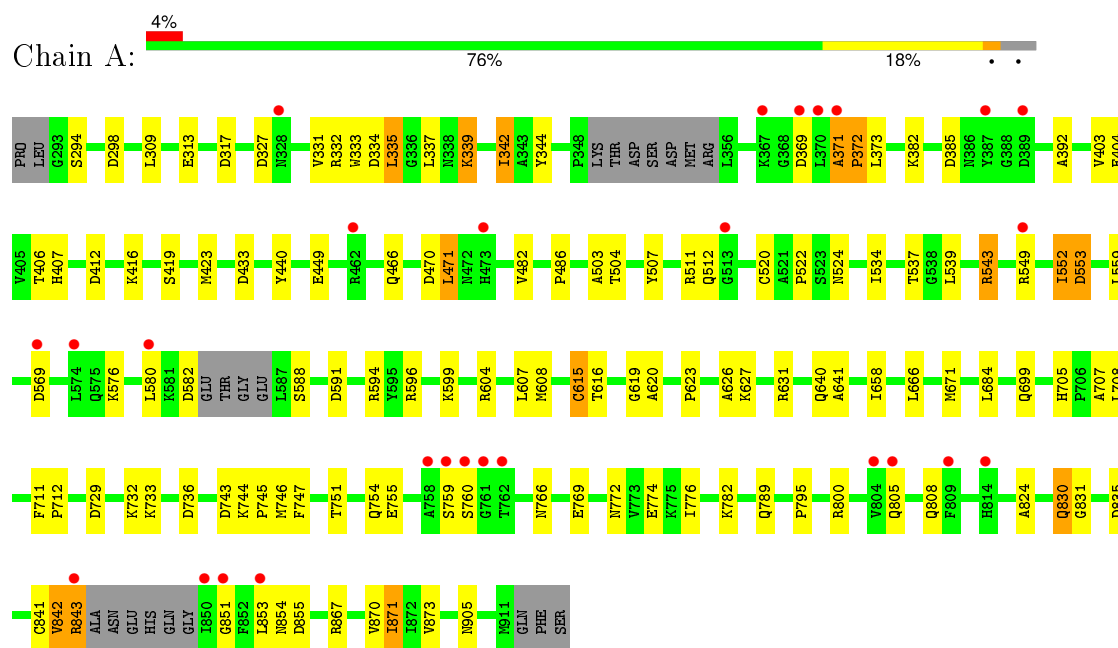 4%
Chain A:
76% 18% • •
PRO LEU G293 S294 D298 L309 E313 D317 D327 N328 V331 R332 W333 D334 L335 G336 L337 N338 K339 I342 A343 Y344 P348 LYS THR ASP SER ASP MET ARG L356 K367 G368 D369 L370 A371 P372 L373 K382 D385 N386 Y387 G388 D389 A392 V403
V405 T406 H407 D412 K416 S419 M423 D433 Y440 E449 R462 Q466 D470 L471 N472 H473 V482 P486 A503 T504 Y507 R511 Q512 G513 C520 A521 P522 S523 N524 I534 T537 G538 L539 R543 R549 I552 D553
D569 L574 Q575 K576 L580 K581 D582 GLU THR GLY GLU L587 S588 D591 R594 Y595 R596 K599 R604 L607 M608 C615 T616 G619 A620 P623 A626 K627 R631 Q640 A641 I658 L666 M671 L684 Q699 H705 P706 A707
F711 P712 D729 K732 K733 D736 D743 K744 P745 M746 F747 T751 Q754 E755 A758 S759 S760 G761 T762 N766 E769 N772 V773 E774 K775 I776 K782 Q789 P795 R800 V804 Q805 Q808 F809 H814 A824 Q830 G831
C841 V842 R843 ALA ASN GLU HIS GLN GLY I850 G851 F852 L853 N854 D855 R867 V870 I871 I872 V873 N905 M911 GLN PHE SER